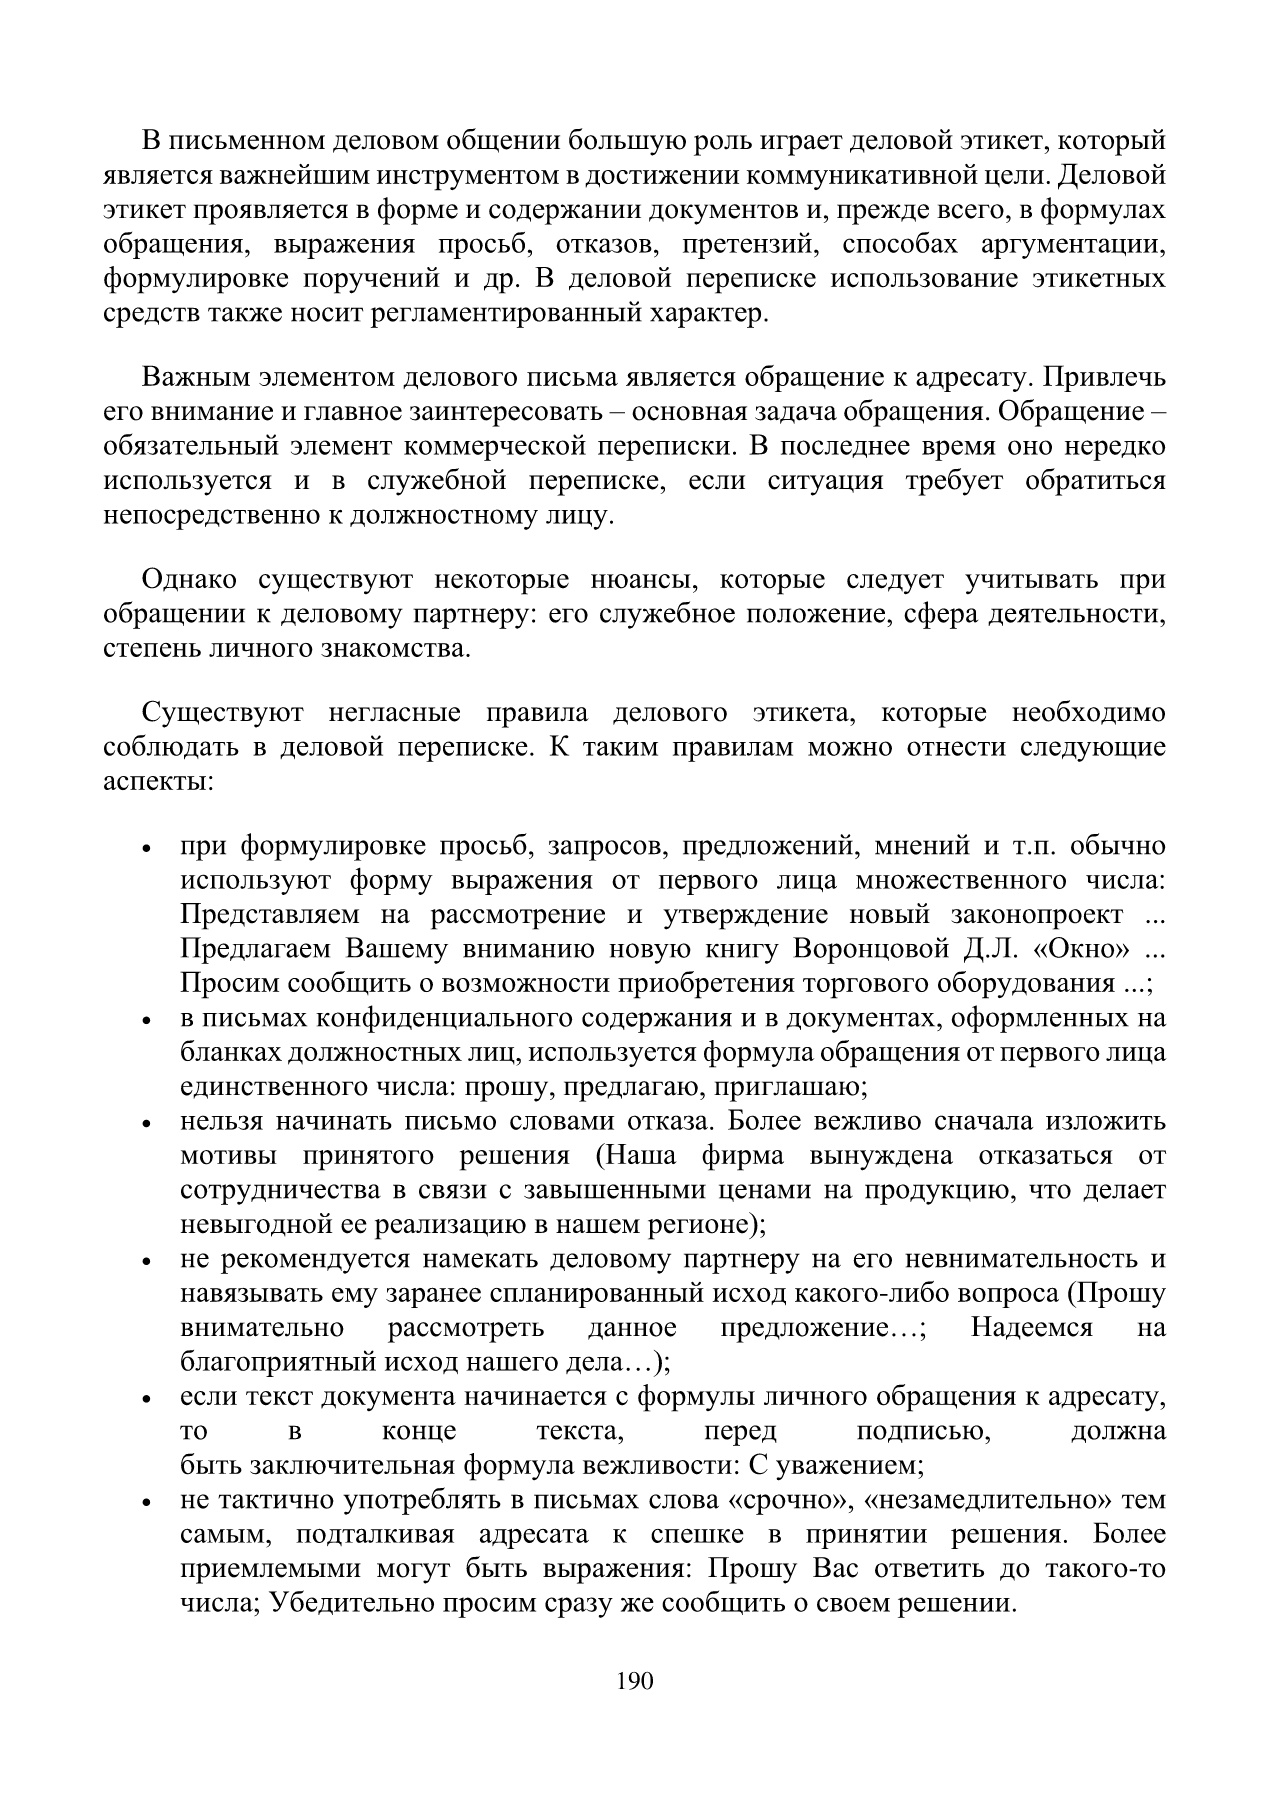 В письменном деловом общении большую роль играет деловой этикет, который
является важнейшим инструментом в достижении коммуникативной цели. Деловой
этикет проявляется в форме и содержании документов и, прежде всего, в формулах
обращения, выражения просьб, отказов, претензий, способах аргументации,
формулировке поручений и др. В деловой переписке использование этикетных
средств также носит регламентированный характер.
Важным элементом делового письма является обращение к адресату. Привлечь
его внимание и главное заинтересовать – основная задача обращения. Обращение –
обязательный элемент коммерческой переписки. В последнее время оно нередко
используется и в служебной переписке, если ситуация требует обратиться
непосредственно к должностному лицу.
Однако существуют некоторые нюансы, которые следует учитывать при
обращении к деловому партнеру: его служебное положение, сфера деятельности,
степень личного знакомства.
Существуют негласные правила делового этикета, которые необходимо
соблюдать в деловой переписке. К таким правилам можно отнести следующие
аспекты:
• при формулировке просьб, запросов, предложений, мнений и т.п. обычно
используют форму выражения от первого лица множественного числа:
Представляем на рассмотрение и утверждение новый законопроект ...
Предлагаем Вашему вниманию новую книгу Воронцовой Д.Л. «Окно» ...
Просим сообщить о возможности приобретения торгового оборудования ...;
• в письмах конфиденциального содержания и в документах, оформленных на
бланках должностных лиц, используется формула обращения от первого лица
единственного числа: прошу, предлагаю, приглашаю;
• нельзя начинать письмо словами отказа. Более вежливо сначала изложить
мотивы принятого решения (Наша фирма вынуждена отказаться от
сотрудничества в связи с завышенными ценами на продукцию, что делает
невыгодной ее реализацию в нашем регионе);
• не рекомендуется намекать деловому партнеру на его невнимательность и
навязывать ему заранее спланированный исход какого-либо вопроса (Прошу
внимательно рассмотреть данное предложение…; Надеемся на
благоприятный исход нашего дела…);
• если текст документа начинается с формулы личного обращения к адресату,
то в конце текста, перед подписью, должна
быть заключительная формула вежливости: С уважением;
• не тактично употреблять в письмах слова «срочно», «незамедлительно» тем
самым, подталкивая адресата к спешке в принятии решения. Более
приемлемыми могут быть выражения: Прошу Вас ответить до такого-то
числа; Убедительно просим сразу же сообщить о своем решении.
190